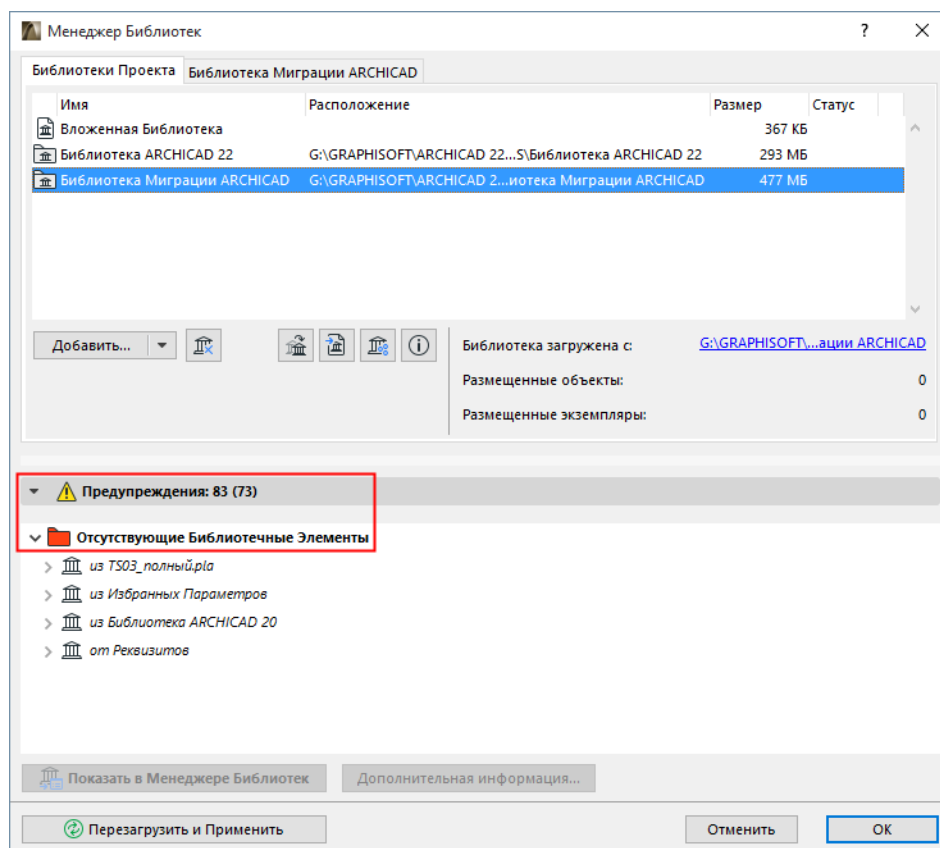 Менеджер Библиотек
Библиотеки Проекта Библиотека Миграции ARCHICAD
Имя Расположение Размер Статус
Вложенная Библиотека 367 КБ
Библиотека ARCHICAD 22 G:\GRAPHISOFT\ARCHICAD 22...S\Библиотека ARCHICAD 22 293 МБ
Библиотека Миграции ARCHICAD G:\GRAPHISOFT\ARCHICAD 2...иотека Миграции ARCHICAD 477 МБ
Добавить... Библиотека загружена с: G:\GRAPHISOFT\...ации ARCHICAD
Размещенные объекты: 0
Размещенные экземпляры: 0
Предупреждения: 83 (73)
Отсутствующие Библиотечные Элементы
из TS03_полный.pla
из Избранных Параметров
из Библиотека ARCHICAD 20
от Реквизитов
Показать в Менеджере Библиотек Дополнительная информация...
Перезагрузить и Применить Отменить ОК